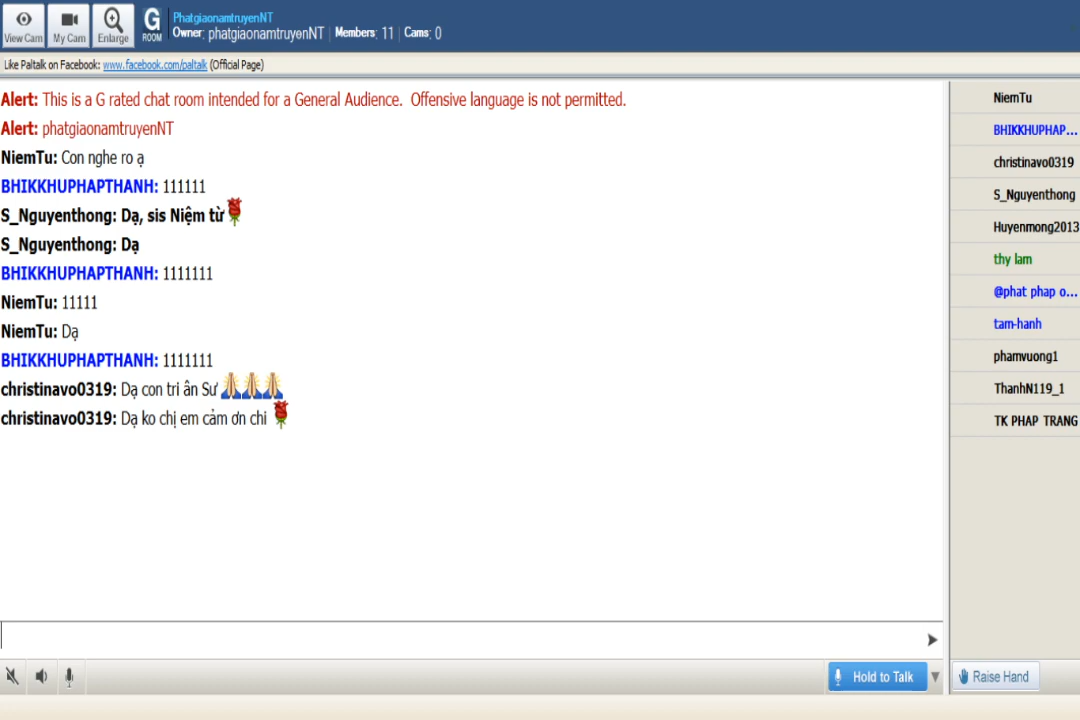 View Cam
My Cam
Enlarge
G
ROOM
PhatgiaonamtruyenNT
Owner: phatgiaonamtruyenNT | Members: 11 | Cams: 0
Like Paltalk on Facebook: www.facebook.com/paltalk (Official Page)
Alert: This is a G rated chat room intended for a General Audience. Offensive language is not permitted.
Alert: phatgiaonamtruyenNT
NiemTu: Con nghe ro ạ
BHIKKHUPHAPTHANH: 111111
S_Nguyenthong: Dạ, sis Niệm từ
S_Nguyenthong: Dạ
BHIKKHUPHAPTHANH: 1111111
NiemTu: 11111
NiemTu: Dạ
BHIKKHUPHAPTHANH: 1111111
christinavo0319: Dạ con tri ân Sư
christinavo0319: Dạ ko chị em cảm ơn chi
NiemTu
BHIKKHUPHAP...
christinavo0319
S_Nguyenthong
Huyenmong2013
thy lam
@phat phap o...
tam-hanh
phamvuong1
ThanhN119_1
TK PHAP TRANG
Hold to Talk
Raise Hand